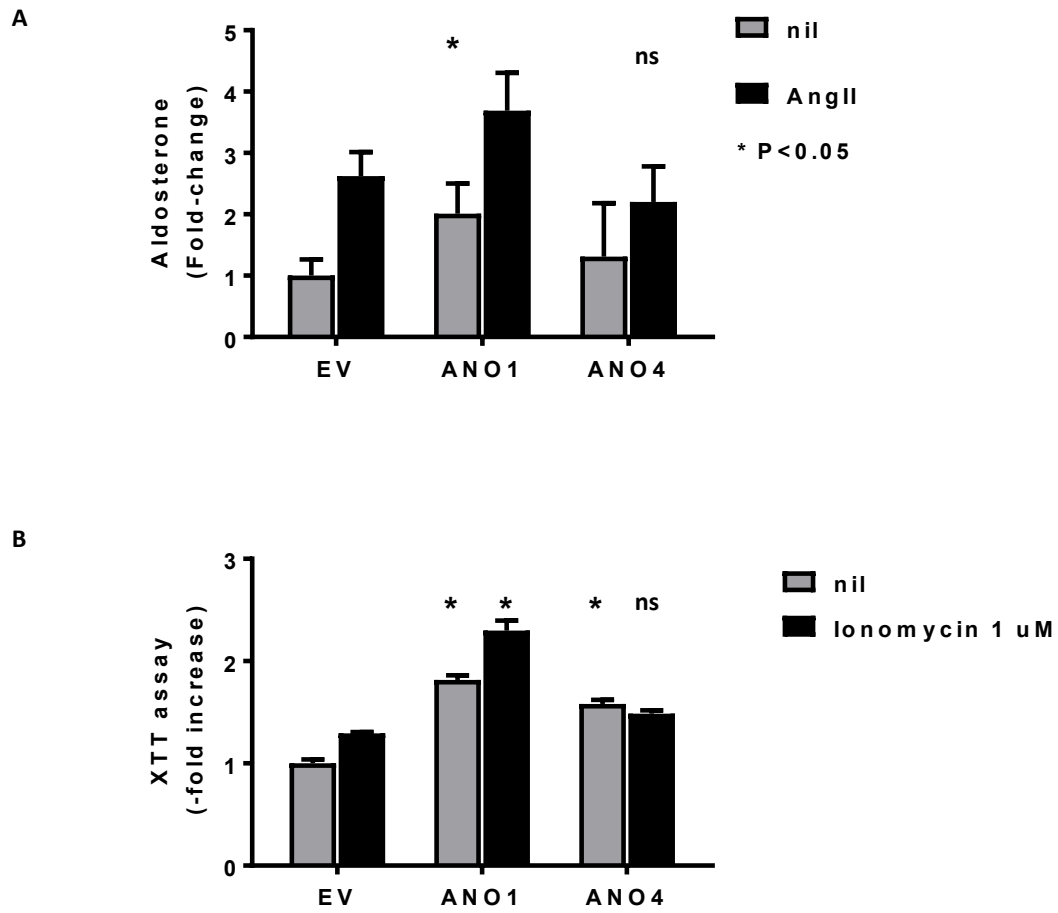 A
Aldosterone
(Fold-change)
5
4
3
2
1
0
*
ns
EV
ANO1
ANO4
nil
AngII
* P<0.05
B
XTT assay
(-fold increase)
3
2
1
0
*
*
*
ns
EV
ANO1
ANO4
nil
Ionomycin 1 uM